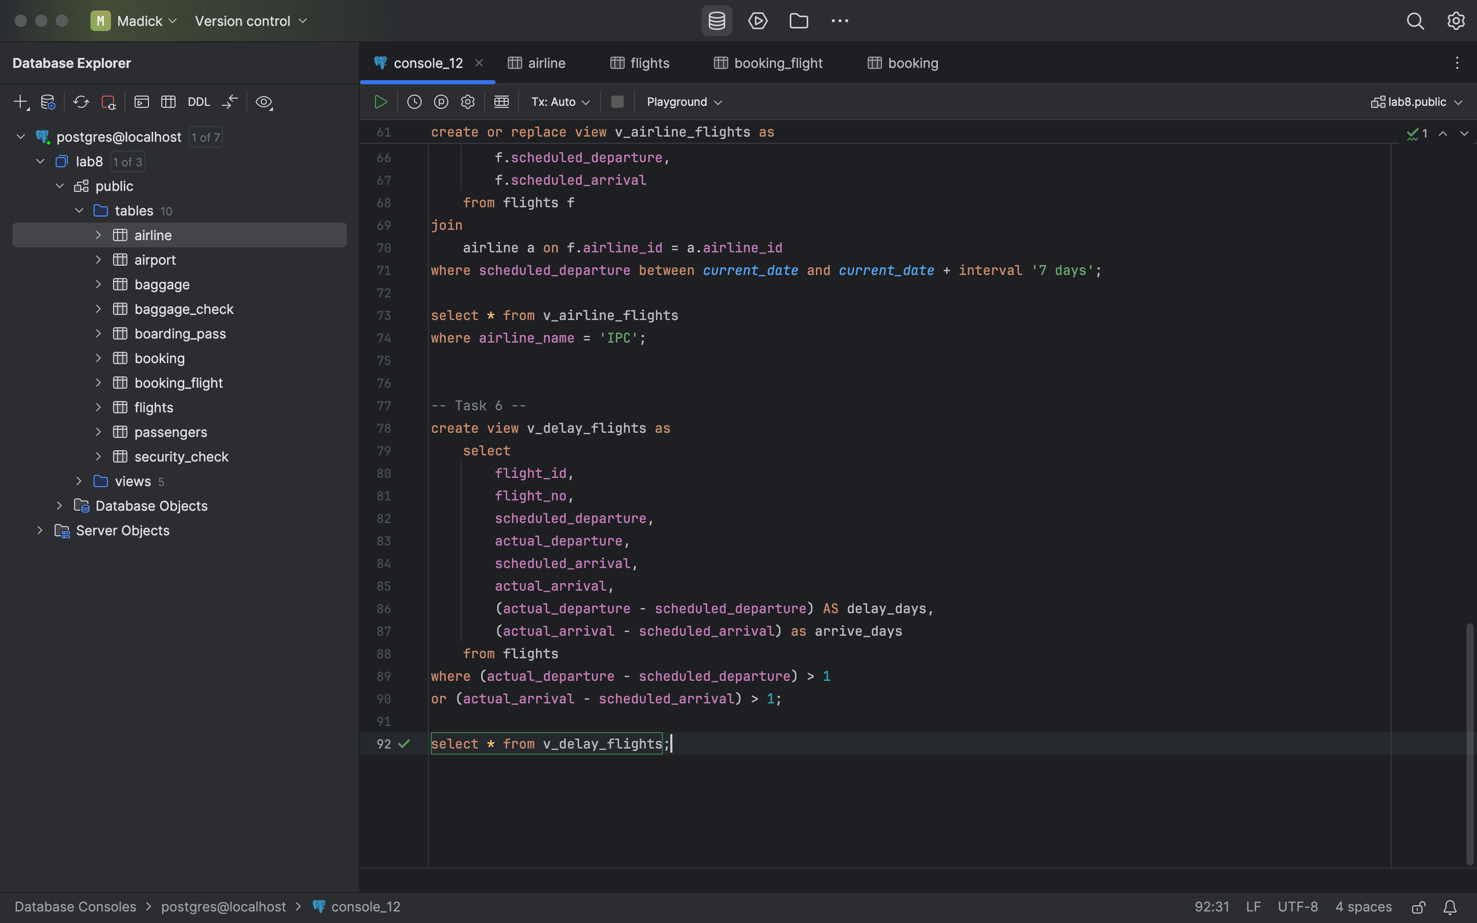 M Madick Version control
Database Explorer
console_12 airline flights booking_flight booking
DDL
Tx: Auto Playground lab8.public
postgres@localhost 1 of 7
lab8 1 of 3
public
tables 10
airline
airport
baggage
baggage_check
boarding_pass
booking
booking_flight
flights
passengers
security_check
views 5
Database Objects
Server Objects
61 create or replace view v_airline_flights as
1
66 f.scheduled_departure,
67 f.scheduled_arrival
68 from flights f
69 join
70 airline a on f.airline_id = a.airline_id
71 where scheduled_departure between current_date and current_date + interval '7 days';
72
73 select * from v_airline_flights
74 where airline_name = 'IPC';
75
76
77 -- Task 6 --
78 create view v_delay_flights as
79 select
80 flight_id,
81 flight_no,
82 scheduled_departure,
83 actual_departure,
84 scheduled_arrival,
85 actual_arrival,
86 (actual_departure - scheduled_departure) AS delay_days,
87 (actual_arrival - scheduled_arrival) as arrive_days
88 from flights
89 where (actual_departure - scheduled_departure) > 1
90 or (actual_arrival - scheduled_arrival) > 1;
91
92 select * from v_delay_flights;
Database Consoles > postgres@localhost > console_12
92:31 LF UTF-8 4 spaces